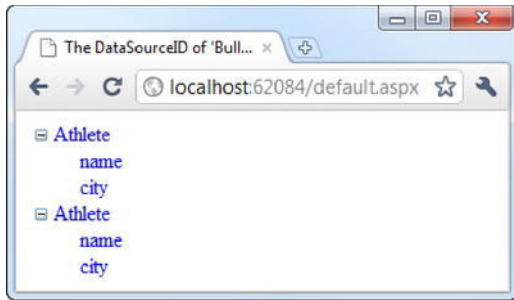 The DataSourceID of 'Bull...
localhost:62084/default.aspx
Athlete
name
city
Athlete
name
city